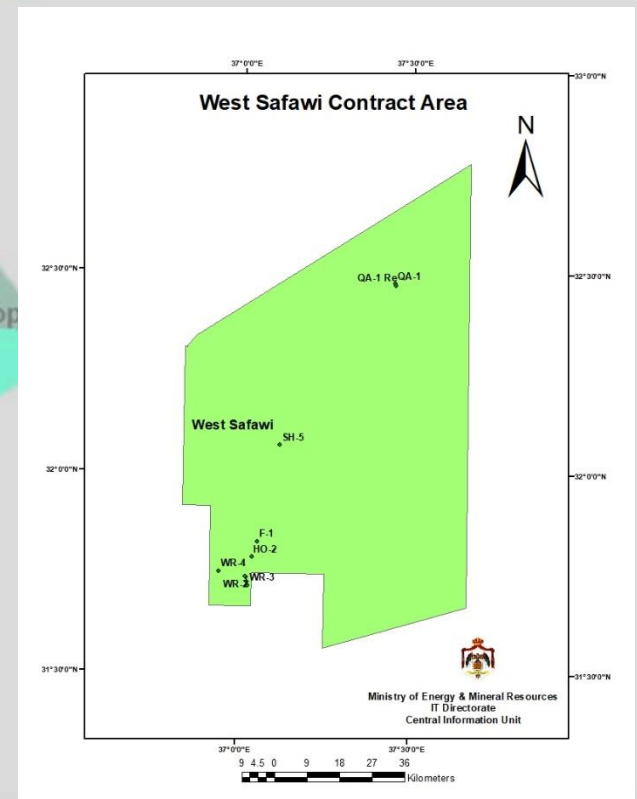 37°0'0"E
37°30'0"E
33°0'0"N
West Safawi Contract Area
N
32°30'0"N
32°30'0"N
QA-1 Re
QA-1
op
West Safawi
SH-5
32°0'0"N
32°0'0"N
F-1
HO-2
WR-4
WR-3
31°30'0"N
31°30'0"N
Ministry of Energy & Mineral Resources
IT Directorate
Central Information Unit
37°0'0"E
37°30'0"E
9 4.5 0 9 18 27 36
Kilometers